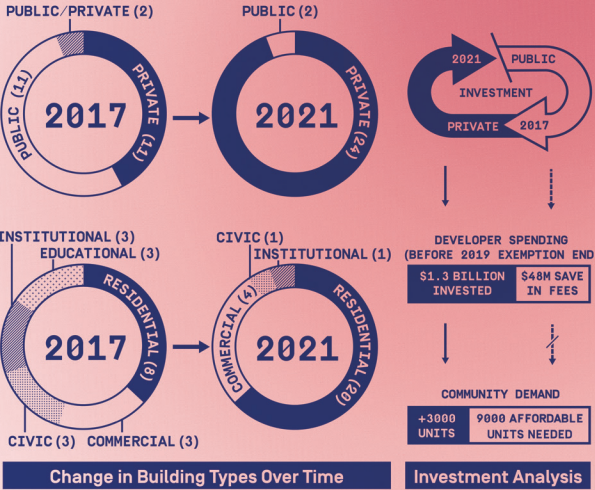 PUBLIC/PRIVATE (2)
PUBLIC (11)
PRIVATE (11)
2017
PUBLIC (2)
PRIVATE (24)
2021
2021
PUBLIC
INVESTMENT
PRIVATE
2017
INSTITUTIONAL (3)
EDUCATIONAL (3)
RESIDENTIAL (8)
2017
CIVIC (3)
COMMERCIAL (3)
CIVIC (1)
INSTITUTIONAL (1)
COMMERCIAL (4)
RESIDENTIAL (20)
2021
DEVELOPER SPENDING
(BEFORE 2019 EXEMPTION END
$1.3 BILLION
INVESTED
$48M SAVE
IN FEES
COMMUNITY DEMAND
+3000
UNITS
9000 AFFORDABLE
UNITS NEEDED
Change in Building Types Over Time
Investment Analysis